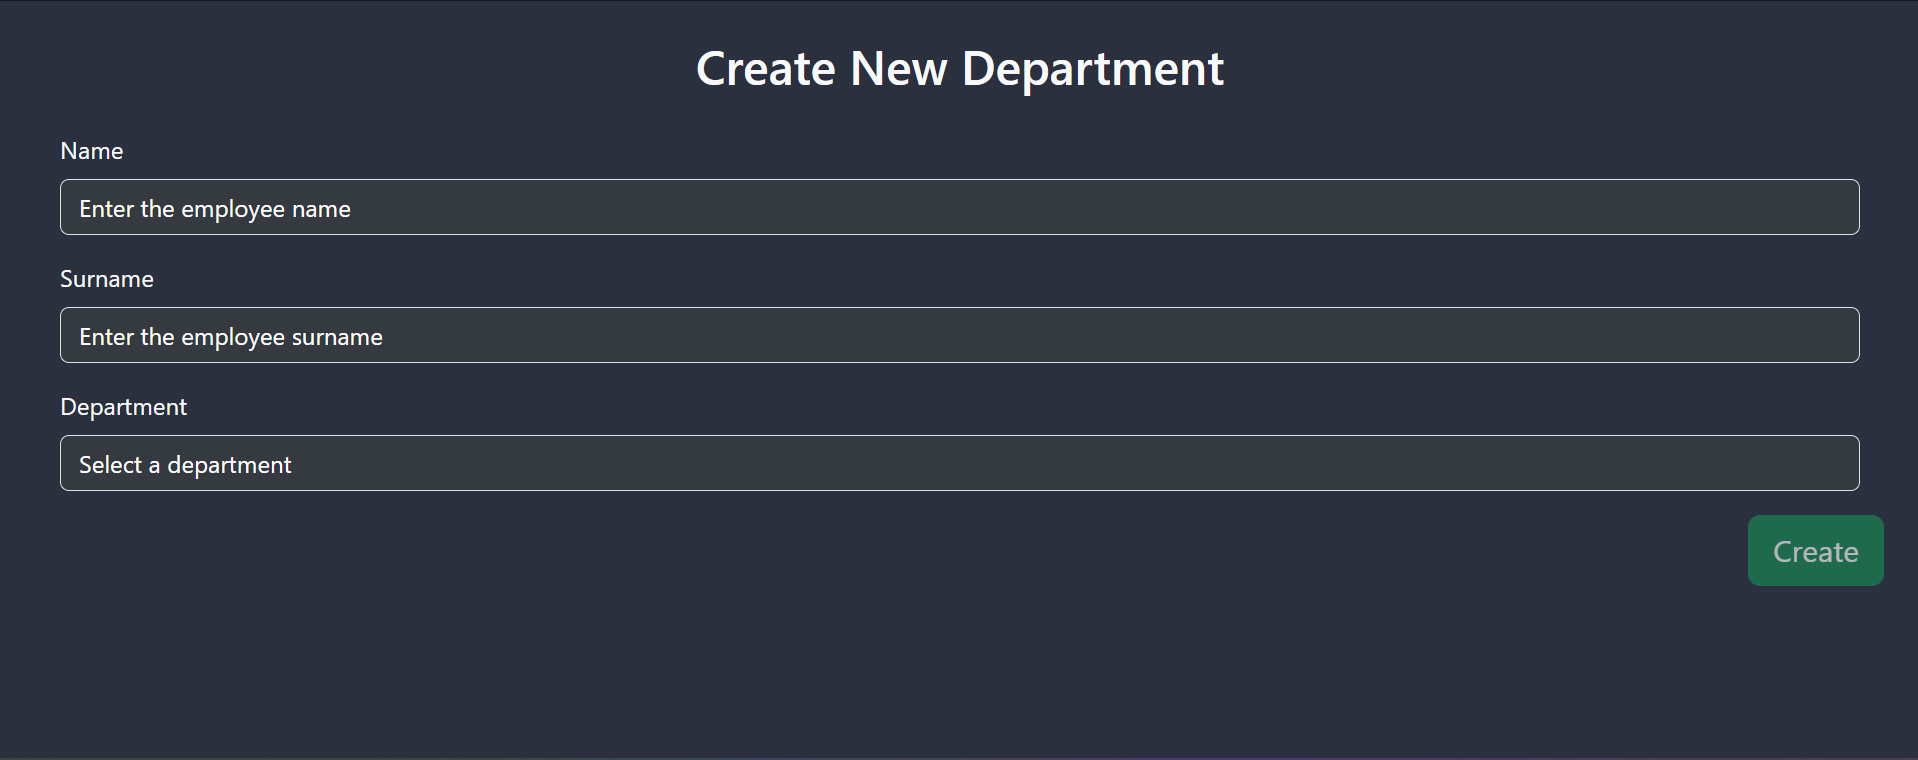 Create New Department
Name
Enter the employee name
Surname
Enter the employee surname
Department
Select a department
Create